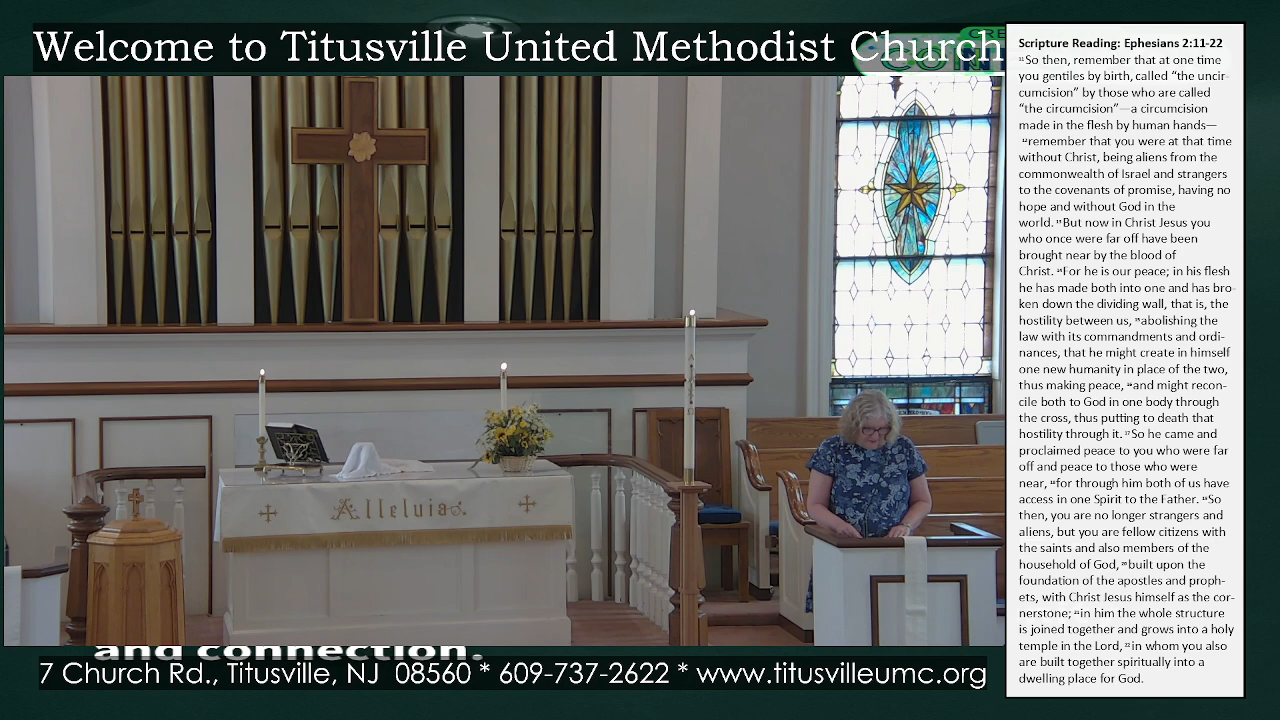 Welcome to Titusville United Methodist Church
Alleluia
and connection.
7 Church Rd., Titusville, NJ 08560 * 609-737-2622 * www.titusvilleumc.org
Scripture Reading: Ephesians 2:11-22
¹¹So then, remember that at one time
you gentiles by birth, called “the uncir-
cumcision” by those who are called
“the circumcision”—a circumcision
made in the flesh by human hands—
¹²remember that you were at that time
without Christ, being aliens from the
commonwealth of Israel and strangers
to the covenants of promise, having no
hope and without God in the
world. ¹³But now in Christ Jesus you
who once were far off have been
brought near by the blood of
Christ. ¹⁴For he is our peace; in his flesh
he has made both into one and has bro-
ken down the dividing wall, that is, the
hostility between us, ¹⁵abolishing the
law with its commandments and ordi-
nances, that he might create in himself
one new humanity in place of the two,
thus making peace, ¹⁶and might recon-
cile both to God in one body through
the cross, thus putting to death that
hostility through it. ¹⁷So he came and
proclaimed peace to you who were far
off and peace to those who were
near, ¹⁸for through him both of us have
access in one Spirit to the Father. ¹⁹So
then, you are no longer strangers and
aliens, but you are fellow citizens with
the saints and also members of the
household of God, ²⁰built upon the
foundation of the apostles and proph-
ets, with Christ Jesus himself as the cor-
nerstone; ²¹in him the whole structure
is joined together and grows into a holy
temple in the Lord, ²²in whom you also
are built together spiritually into a
dwelling place for God.